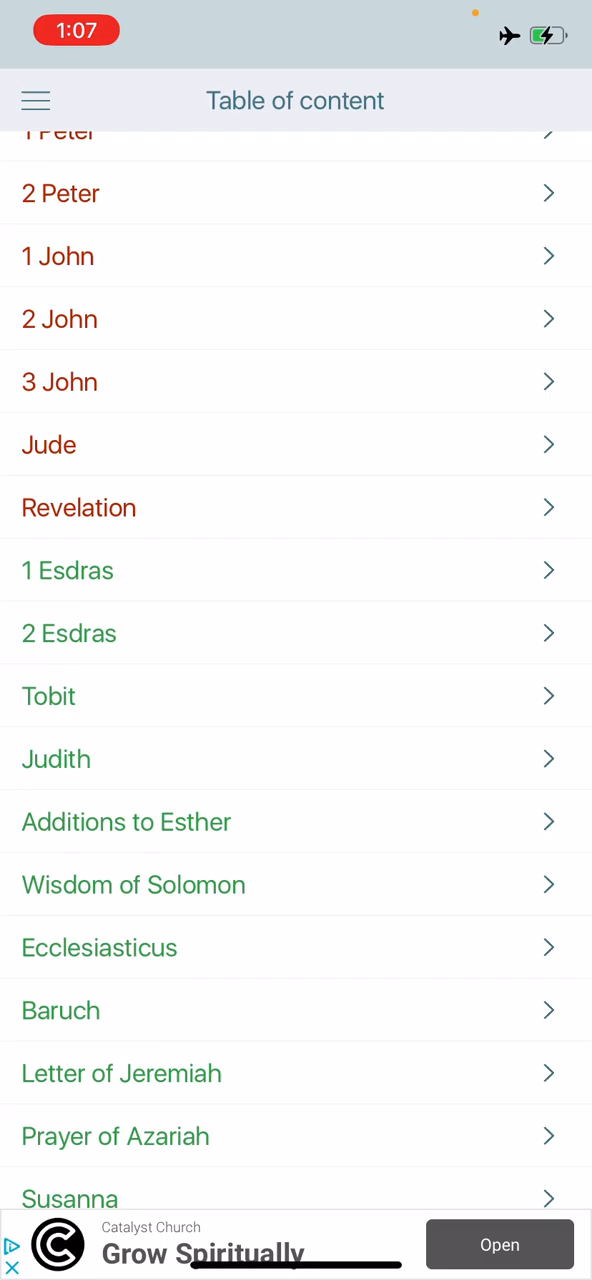 1:07
Table of content
1 Peter
2 Peter
1 John
2 John
3 John
Jude
Revelation
1 Esdras
2 Esdras
Tobit
Judith
Additions to Esther
Wisdom of Solomon
Ecclesiasticus
Baruch
Letter of Jeremiah
Prayer of Azariah
Susanna
Catalyst Church
Grow Spiritually
Open